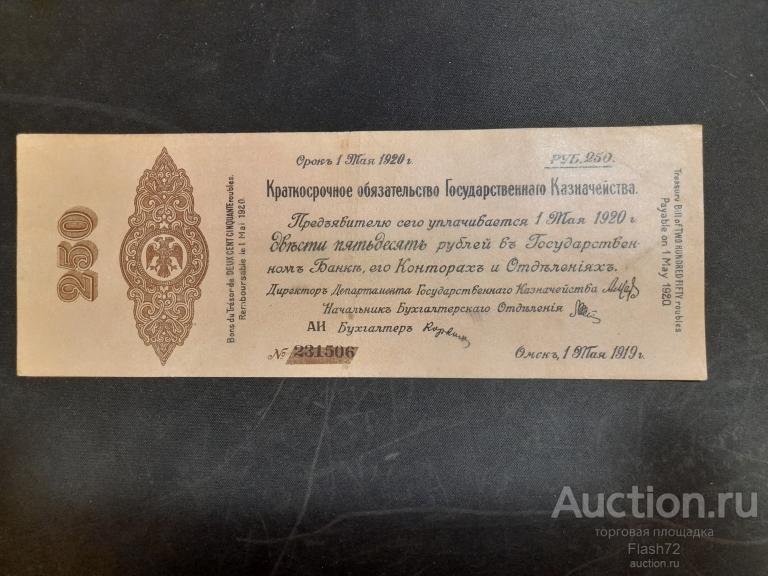 250
Bons du Trésor de DEUX CENT CINQUANTE roubles.
Remboursable le 1 Mai 1920.
Срокъ 1 Мая 1920 г.
РУБ. 250.
Краткосрочное обязательство Государственнаго Казначейства.
Предъявителю сего уплачивается 1 Мая 1920 г.
двѣсти пятьдесятъ рублей въ Государствен-
номъ Банкѣ, его Конторахъ и Отдѣленіяхъ.
Директоръ Департамента Государственнаго Казначейства
Начальникъ Бухгалтерскаго Отдѣленія
АИ Бухгалтеръ
№ 231506
Омскъ, 1 Мая 1919 г.
Treasury Bill of TWO HUNDRED FIFTY roubles
Payable on 1 May 1920
Auction.ru
торговая площадка
Flash72
auction.ru